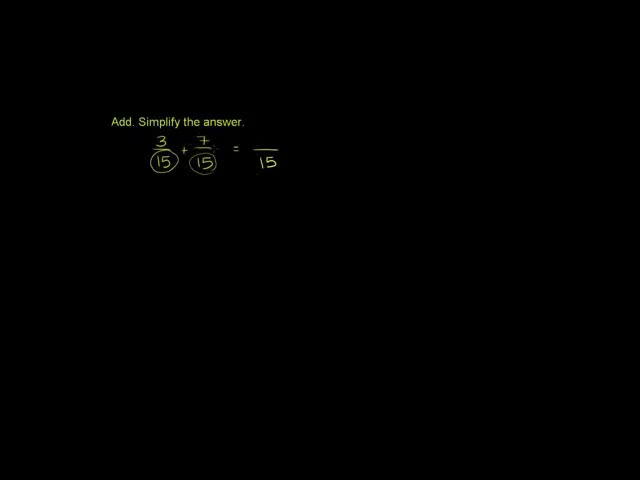 Add. Simplify the answer.
3/15 + 7/15 = /15